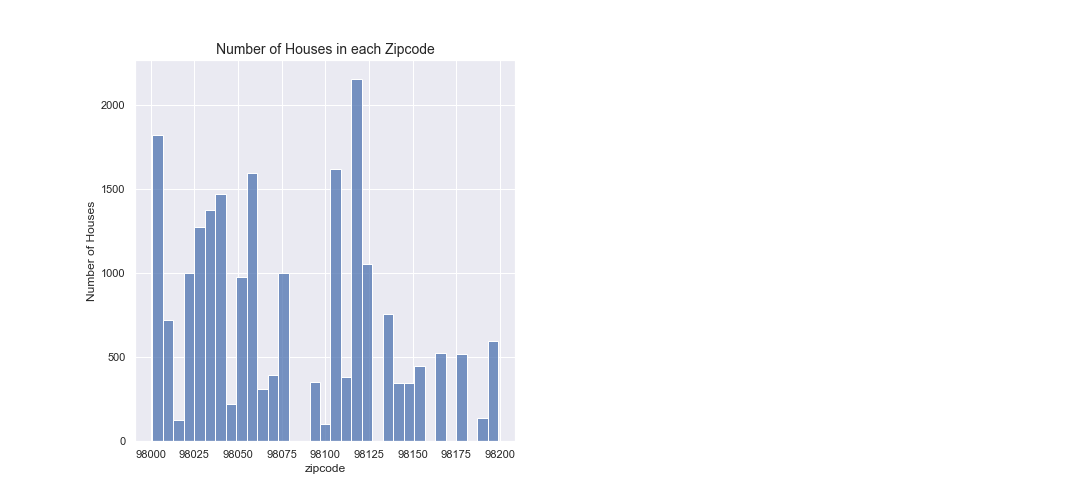 Number of Houses in each Zipcode
2000
1500
1000
500
0
Number of Houses
98000 98025 98050 98075 98100 98125 98150 98175 98200
zipcode